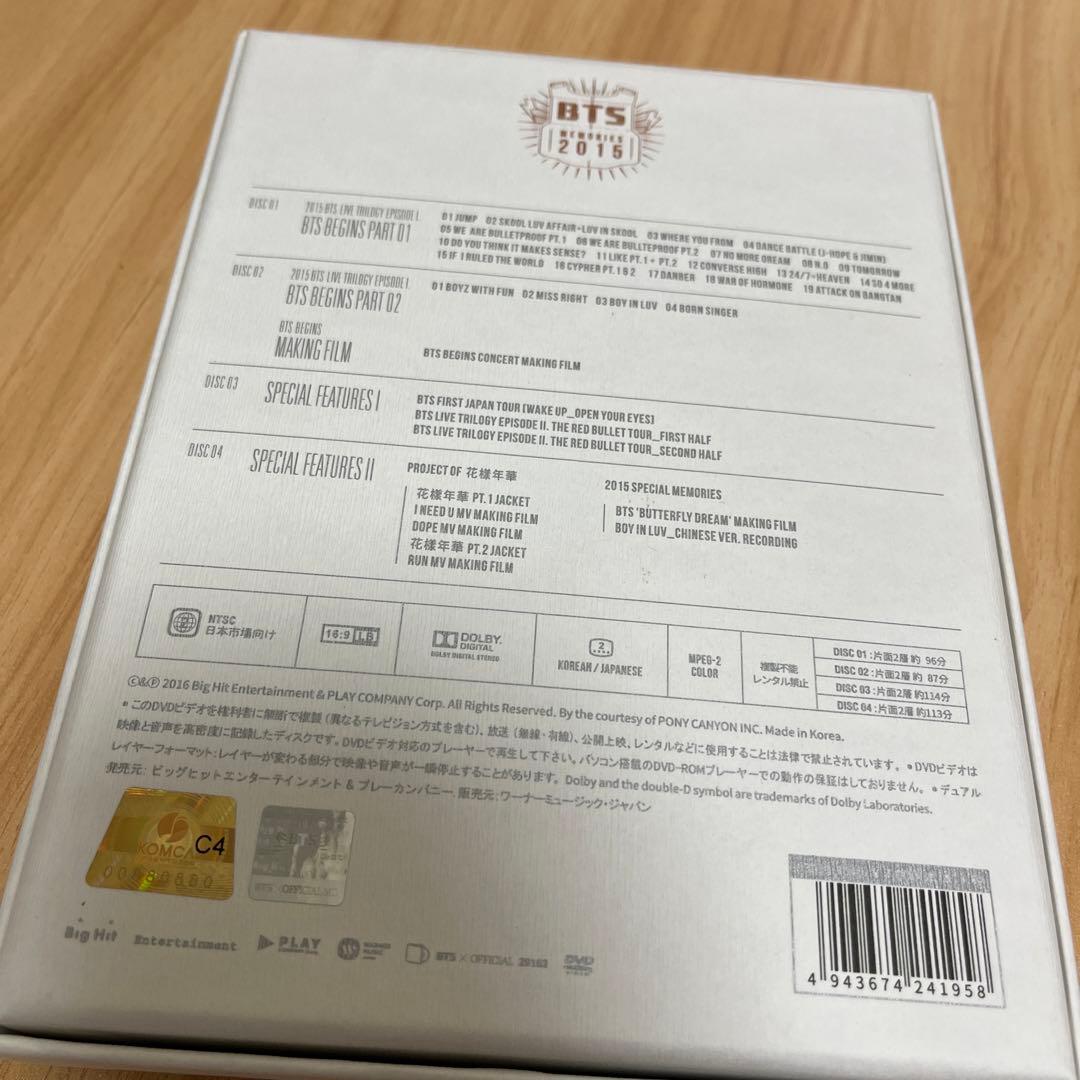 BTS
MEMORIES
2015
DISC 01
2015 BTS LIVE TRILOGY EPISODE I.
BTS BEGINS PART 01
01 JUMP 02 SKOOL LUV AFFAIR+LUV IN SKOOL 03 WHERE YOU FROM 04 DANCE BATTLE (J-HOPE & JIMIN)
05 WE ARE BULLETPROOF PT.1 06 WE ARE BULLTEPROOF PT.2 07 NO MORE DREAM 08 N.O 09 TOMORROW
10 DO YOU THINK IT MAKES SENSE? 11 LIKE PT.1 + PT.2 12 CONVERSE HIGH 13 24/7=HEAVEN 14 SO 4 MORE
15 IF I RULED THE WORLD 16 CYPHER PT.1 & 2 17 DANGER 18 WAR OF HORMONE 19 ATTACK ON BANGTAN
DISC 02
2015 BTS LIVE TRILOGY EPISODE I.
BTS BEGINS PART 02
01 BOYZ WITH FUN 02 MISS RIGHT 03 BOY IN LUV 04 BORN SINGER
BTS BEGINS
MAKING FILM
BTS BEGINS CONCERT MAKING FILM
DISC 03
SPECIAL FEATURES I
BTS FIRST JAPAN TOUR [WAKE UP_OPEN YOUR EYES]
BTS LIVE TRILOGY EPISODE II. THE RED BULLET TOUR_FIRST HALF
BTS LIVE TRILOGY EPISODE II. THE RED BULLET TOUR_SECOND HALF
DISC 04
SPECIAL FEATURES II
PROJECT OF 花様年華
花様年華 PT.1 JACKET
I NEED U MV MAKING FILM
DOPE MV MAKING FILM
花様年華 PT.2 JACKET
RUN MV MAKING FILM
2015 SPECIAL MEMORIES
BTS 'BUTTERFLY DREAM' MAKING FILM
BOY IN LUV_CHINESE VER. RECORDING
2
NTSC
日本市場向け
16:9 LB
DOLBY
DIGITAL
DOLBY DIGITAL STEREO
2
KOREAN / JAPANESE
MPEG-2
COLOR
複製不能
レンタル禁止
DISC 01 : 片面2層 約 96分
DISC 02 : 片面2層 約 87分
DISC 03 : 片面2層 約114分
DISC 04 : 片面2層 約113分
©&℗ 2016 Big Hit Entertainment & PLAY COMPANY Corp. All Rights Reserved. By the courtesy of PONY CANYON INC. Made in Korea.
• このDVDビデオを権利者に無断で複製（異なるテレビジョン方式を含む）、放送（無線・有線）、公開上映、レンタルなどに使用することは法律で禁止されています。 • DVDビデオは
映像と音声を高密度に記録したディスクです。DVDビデオ対応のプレーヤーで再生して下さい。パソコン搭載のDVD-ROMプレーヤーでの動作の保証はしておりません。 • デュアル
レイヤーフォーマット: レイヤーが変わる部分で映像や音声が一瞬停止することがあります。 Dolby and the double-D symbol are trademarks of Dolby Laboratories.
発売元: ビッグヒットエンターテインメント & プレーカンパニー. 販売元: ワーナーミュージック・ジャパン
KOMCA C4
BTS
BTS × OFFICIAL MD
Big Hit Entertainment
PLAY
WARNER MUSIC
BTS × OFFICIAL 29162
DVD
VIDEO
4 943674 241958